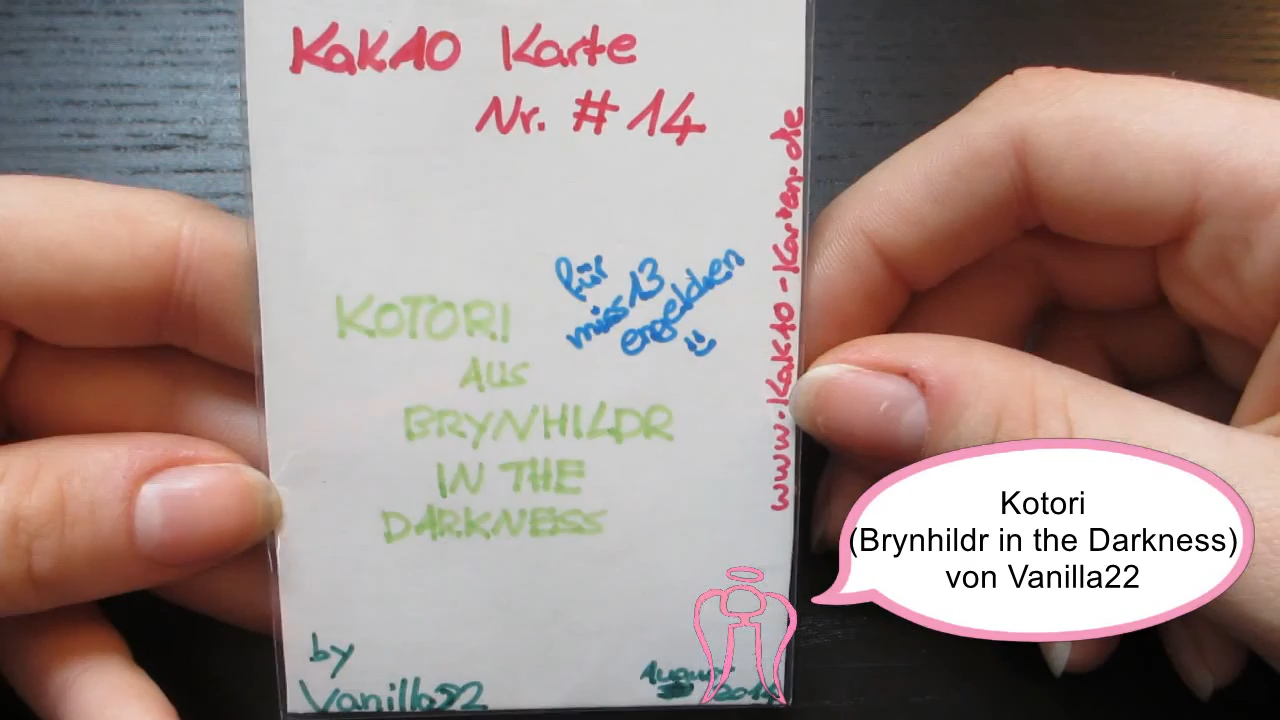 KaKAO Karte
Nr. # 14
für
miss13
engelchen
KOTORI
AUS
BRYNHILDR
IN THE
DARKNESS
www.KaKAO-Karten.de
by
Vanilla22
August
2014
Kotori
(Brynhildr in the Darkness)
von Vanilla22